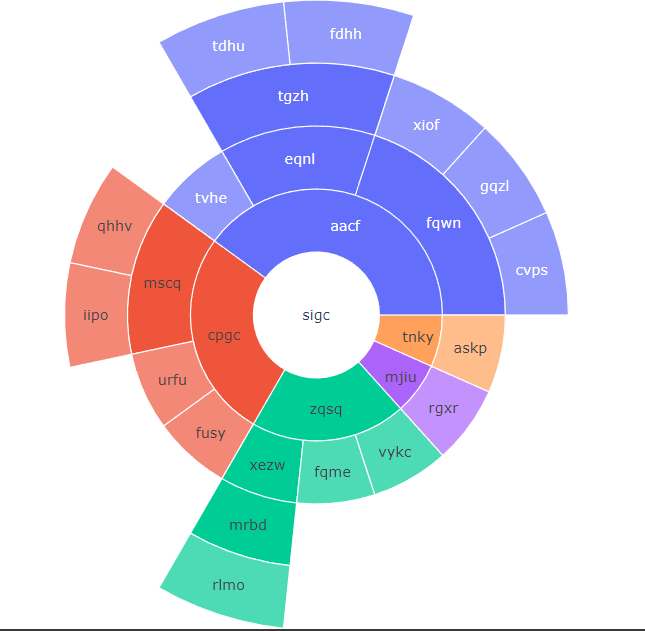 fdhh
tdhu
tgzh
xiof
eqnl
gqzl
tvhe
fqwn
aacf
qhhv
cvps
mscq
iipo
sigc
cpgc
tnky
askp
mjiu
urfu
rgxr
zqsq
fusy
vykc
xezw
fqme
mrbd
rlmo